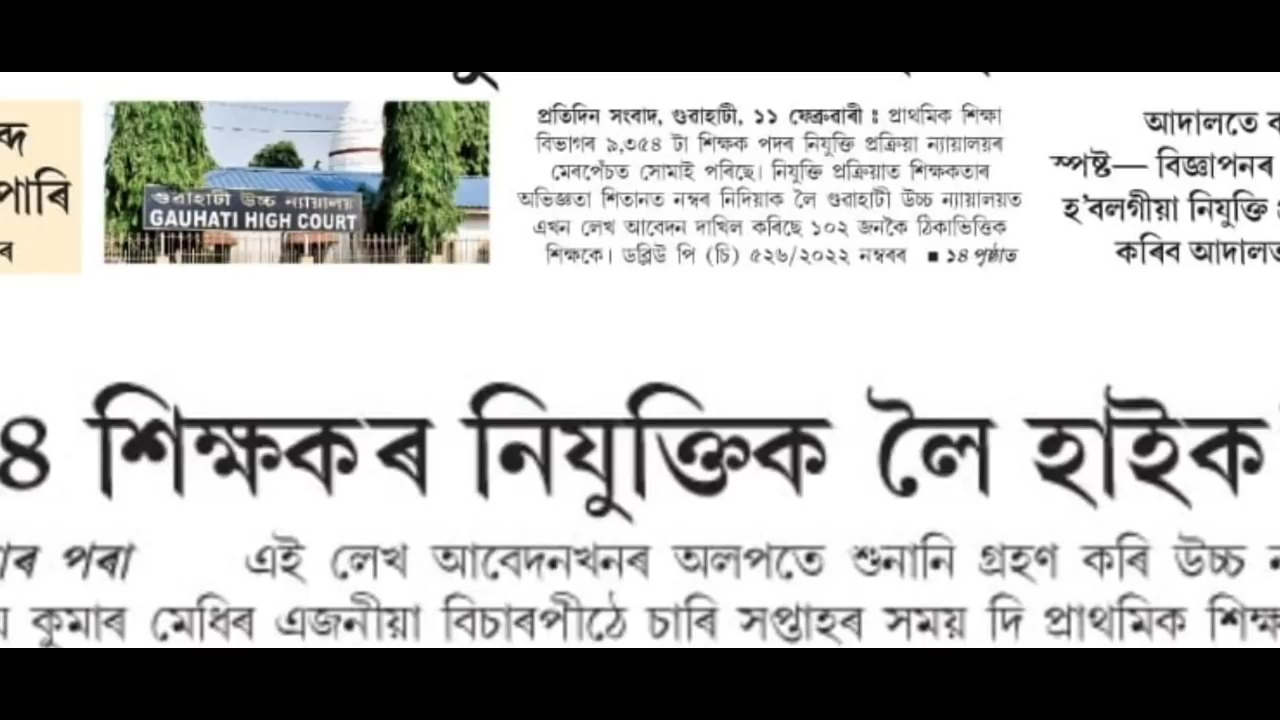 ব্দ
পাৰি
ৰ
গুৱাহাটী উচ্চ ন্যায়ালয়
GAUHATI HIGH COURT
প্ৰতিদিন সংবাদ, গুৱাহাটী, ১১ ফেব্ৰুৱাৰী : প্ৰাথমিক শিক্ষা
বিভাগৰ ৯,৩৫৪ টা শিক্ষক পদৰ নিযুক্তি প্ৰক্ৰিয়া ন্যায়ালয়ৰ
মেৰপেঁচত সোমাই পৰিছে। নিযুক্তি প্ৰক্ৰিয়াত শিক্ষকতাৰ
অভিজ্ঞতা শিতানত নম্বৰ নিদিয়াক লৈ গুৱাহাটী উচ্চ ন্যায়ালয়ত
এখন লেখ আবেদন দাখিল কৰিছে ১০২ জনকৈ ঠিকাভিত্তিক
শিক্ষকে। ডব্লিউ পি (চি) ৫২৬/২০২২ নম্বৰৰ ■ ১৪ পৃষ্ঠাত
আদালতে
স্পষ্ট— বিজ্ঞাপনৰ
হ'বলগীয়া নিযুক্তি
কৰিব আদালত
৪ শিক্ষকৰ নিযুক্তিক লৈ হাইক
ৰ পৰা এই লেখ আবেদনখনৰ অলপতে শুনানি গ্ৰহণ কৰি উচ্চ
কুমাৰ মেধিৰ এজনীয়া বিচাৰপীঠে চাৰি সপ্তাহৰ সময় দি প্ৰাথমিক শিক্ষ